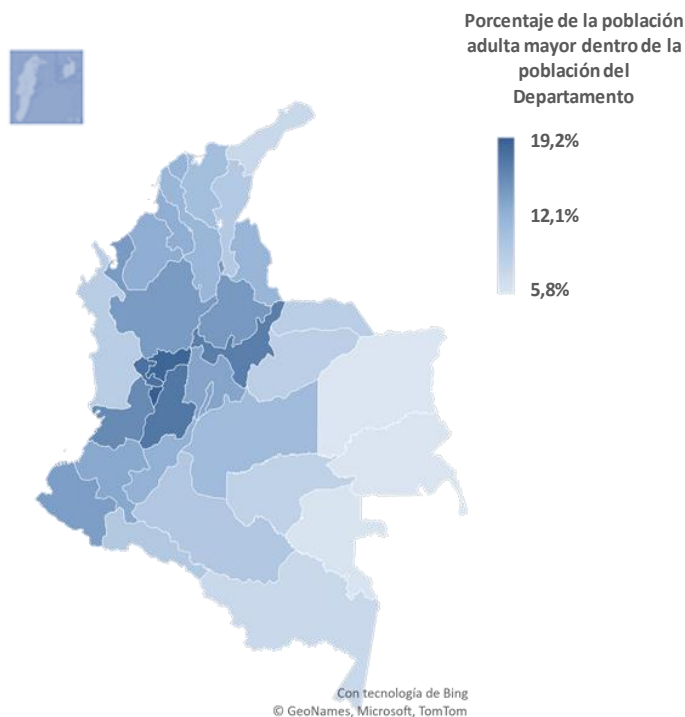 Porcentaje de la población
adulta mayor dentro de la
población del
Departamento
19,2%
12,1%
5,8%
Con tecnología de Bing
© GeoNames, Microsoft, TomTom